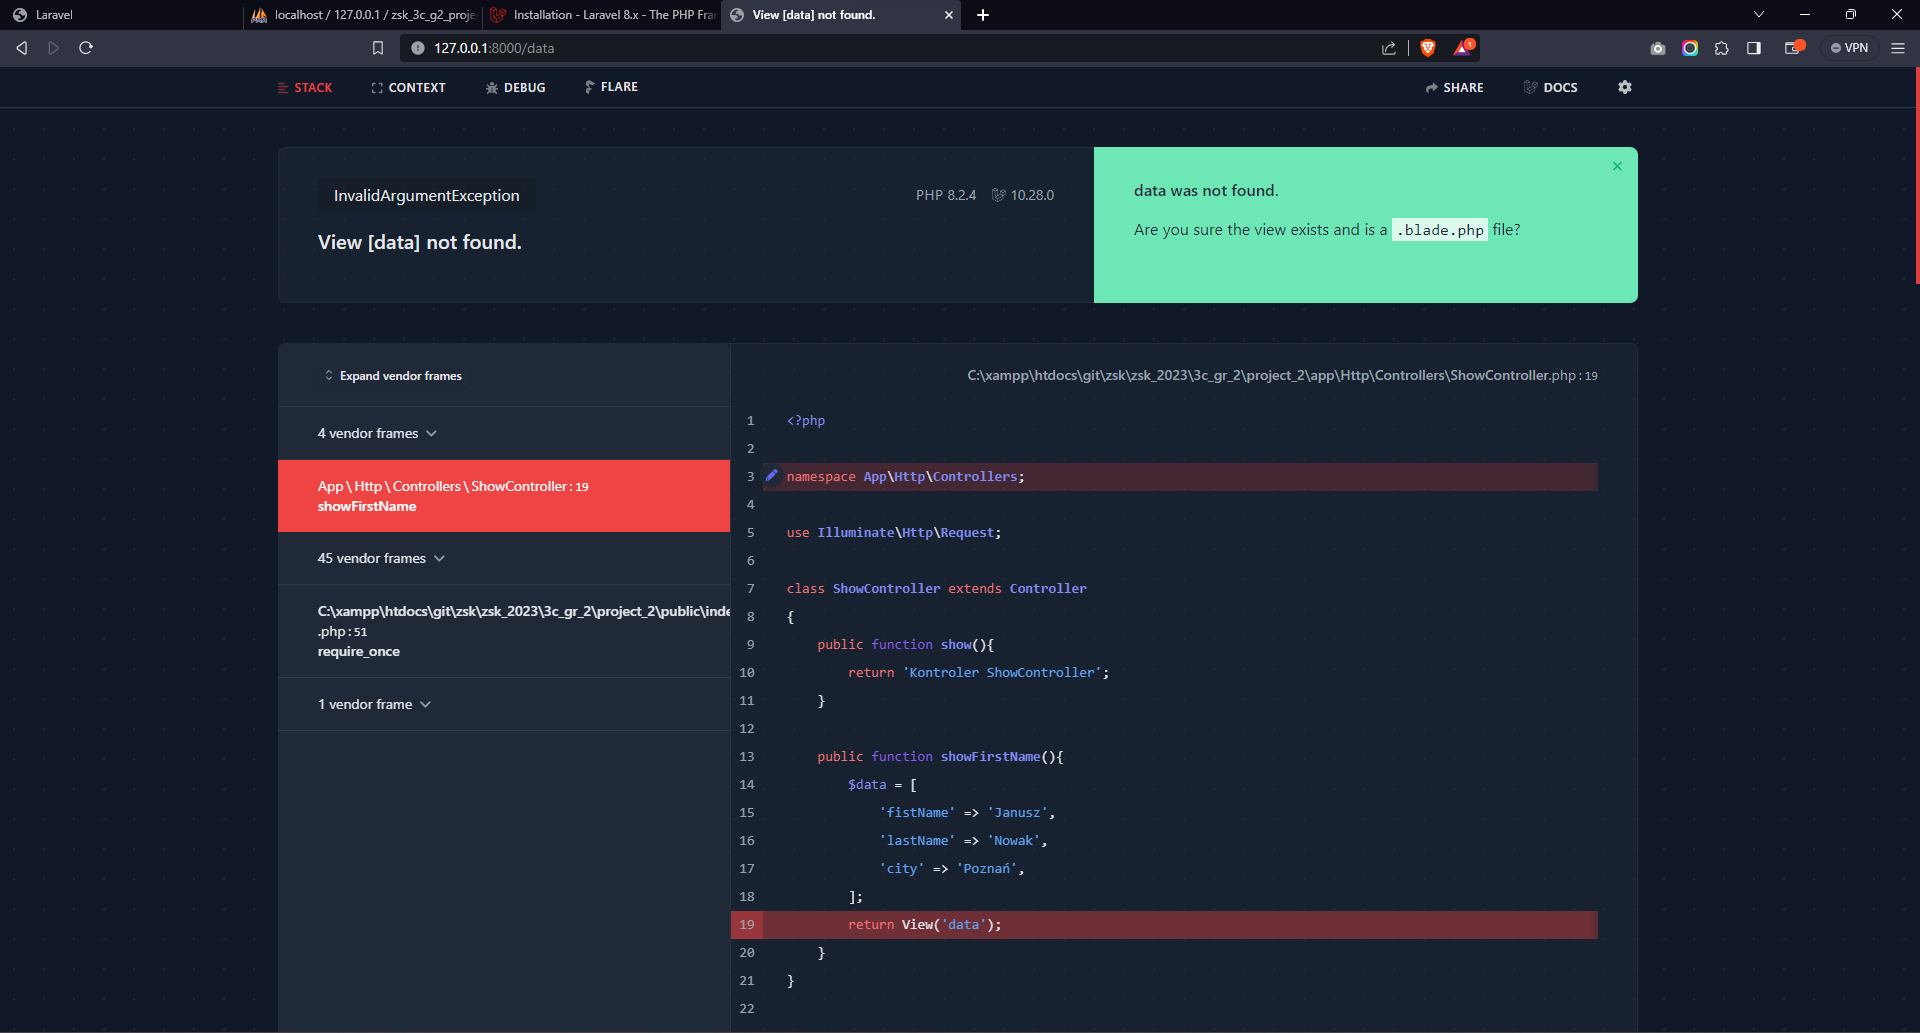 Laravel
localhost / 127.0.0.1 / zsk_3c_g2_proje
Installation - Laravel 8.x - The PHP Fra
View [data] not found.
127.0.0.1:8000/data
1
VPN
STACK
CONTEXT
DEBUG
FLARE
SHARE
DOCS
InvalidArgumentException
PHP 8.2.4
10.28.0
View [data] not found.
data was not found.
Are you sure the view exists and is a .blade.php file?
Expand vendor frames
4 vendor frames
App \ Http \ Controllers \ ShowController : 19
showFirstName
45 vendor frames
C:\xampp\htdocs\git\zsk\zsk_2023\3c_gr_2\project_2\public\inde
.php : 51
require_once
1 vendor frame
C:\xampp\htdocs\git\zsk\zsk_2023\3c_gr_2\project_2\app\Http\Controllers\ShowController.php : 19
1 <?php
2
3 namespace App\Http\Controllers;
4
5 use Illuminate\Http\Request;
6
7 class ShowController extends Controller
8 {
9 public function show(){
10 return 'Kontroler ShowController';
11 }
12
13 public function showFirstName(){
14 $data = [
15 'fistName' => 'Janusz',
16 'lastName' => 'Nowak',
17 'city' => 'Poznań',
18 ];
19 return View('data');
20 }
21 }
22